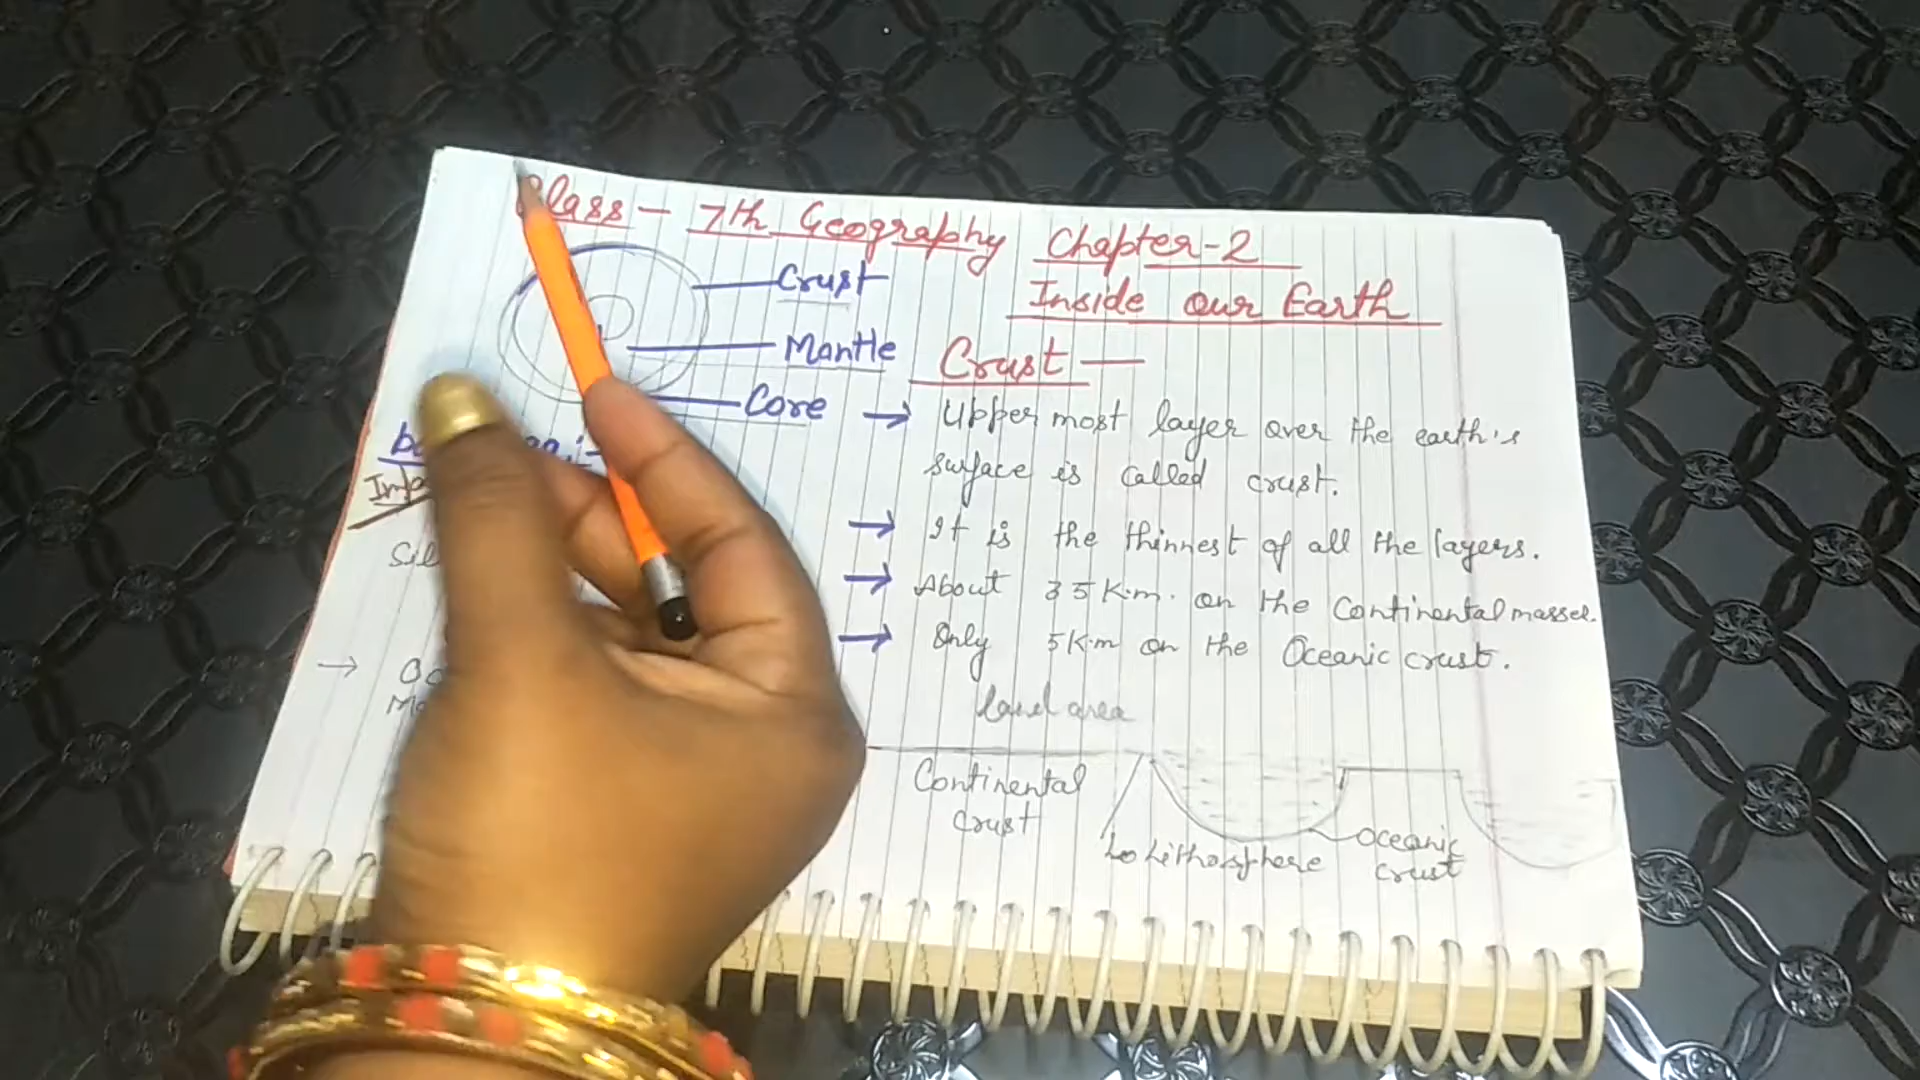 Class - 7th Geography Chapter-2
Inside our Earth
Crust
Mantle
Core
Crust —
→ Upper most layer over the earth's
surface is called crust.
→ It is the thinnest of all the layers.
→ About 35 K.m. on the Continental masses.
→ Only 5 K.m on the Oceanic crust.
land area
Continental
crust
Lithosphere
Oceanic
crust